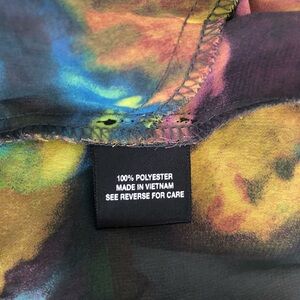 100% POLYESTER
MADE IN VIETNAM
SEE REVERSE FOR CARE